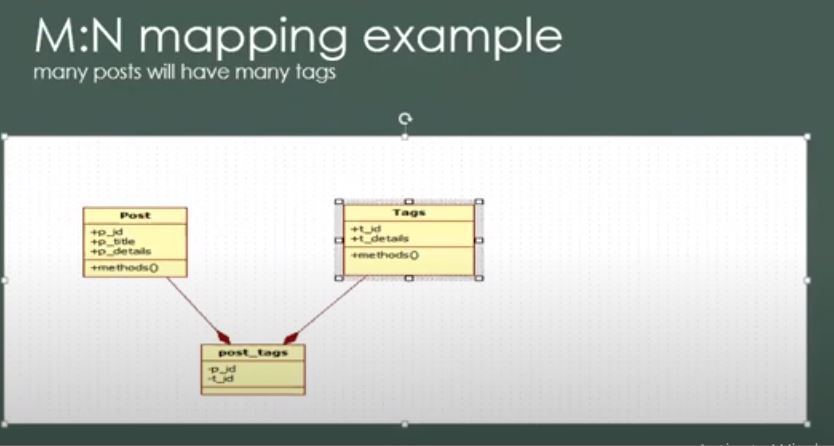 M:N mapping example
many posts will have many tags
Post
+p_id
+p_title
+p_details
+methods()
Tags
+t_id
+t_details
+methods()
post_tags
-p_id
-t_id